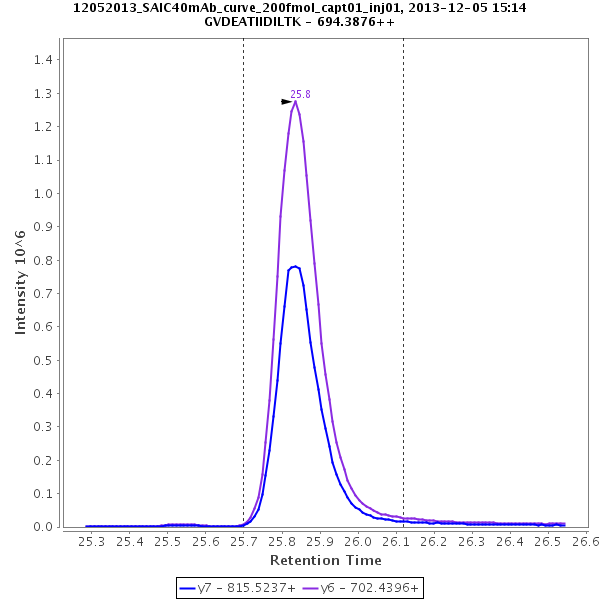 12052013_SAIC40mAb_curve_200fmol_capt01_inj01, 2013-12-05 15:14
GVDEATIIDILTK - 694.3876++
Intensity 10^6
1.4
1.3
1.2
1.1
1.0
0.9
0.8
0.7
0.6
0.5
0.4
0.3
0.2
0.1
0.0
25.8
25.3 25.4 25.5 25.6 25.7 25.8 25.9 26.0 26.1 26.2 26.3 26.4 26.5 26.6
Retention Time
y7 - 815.5237+ y6 - 702.4396+